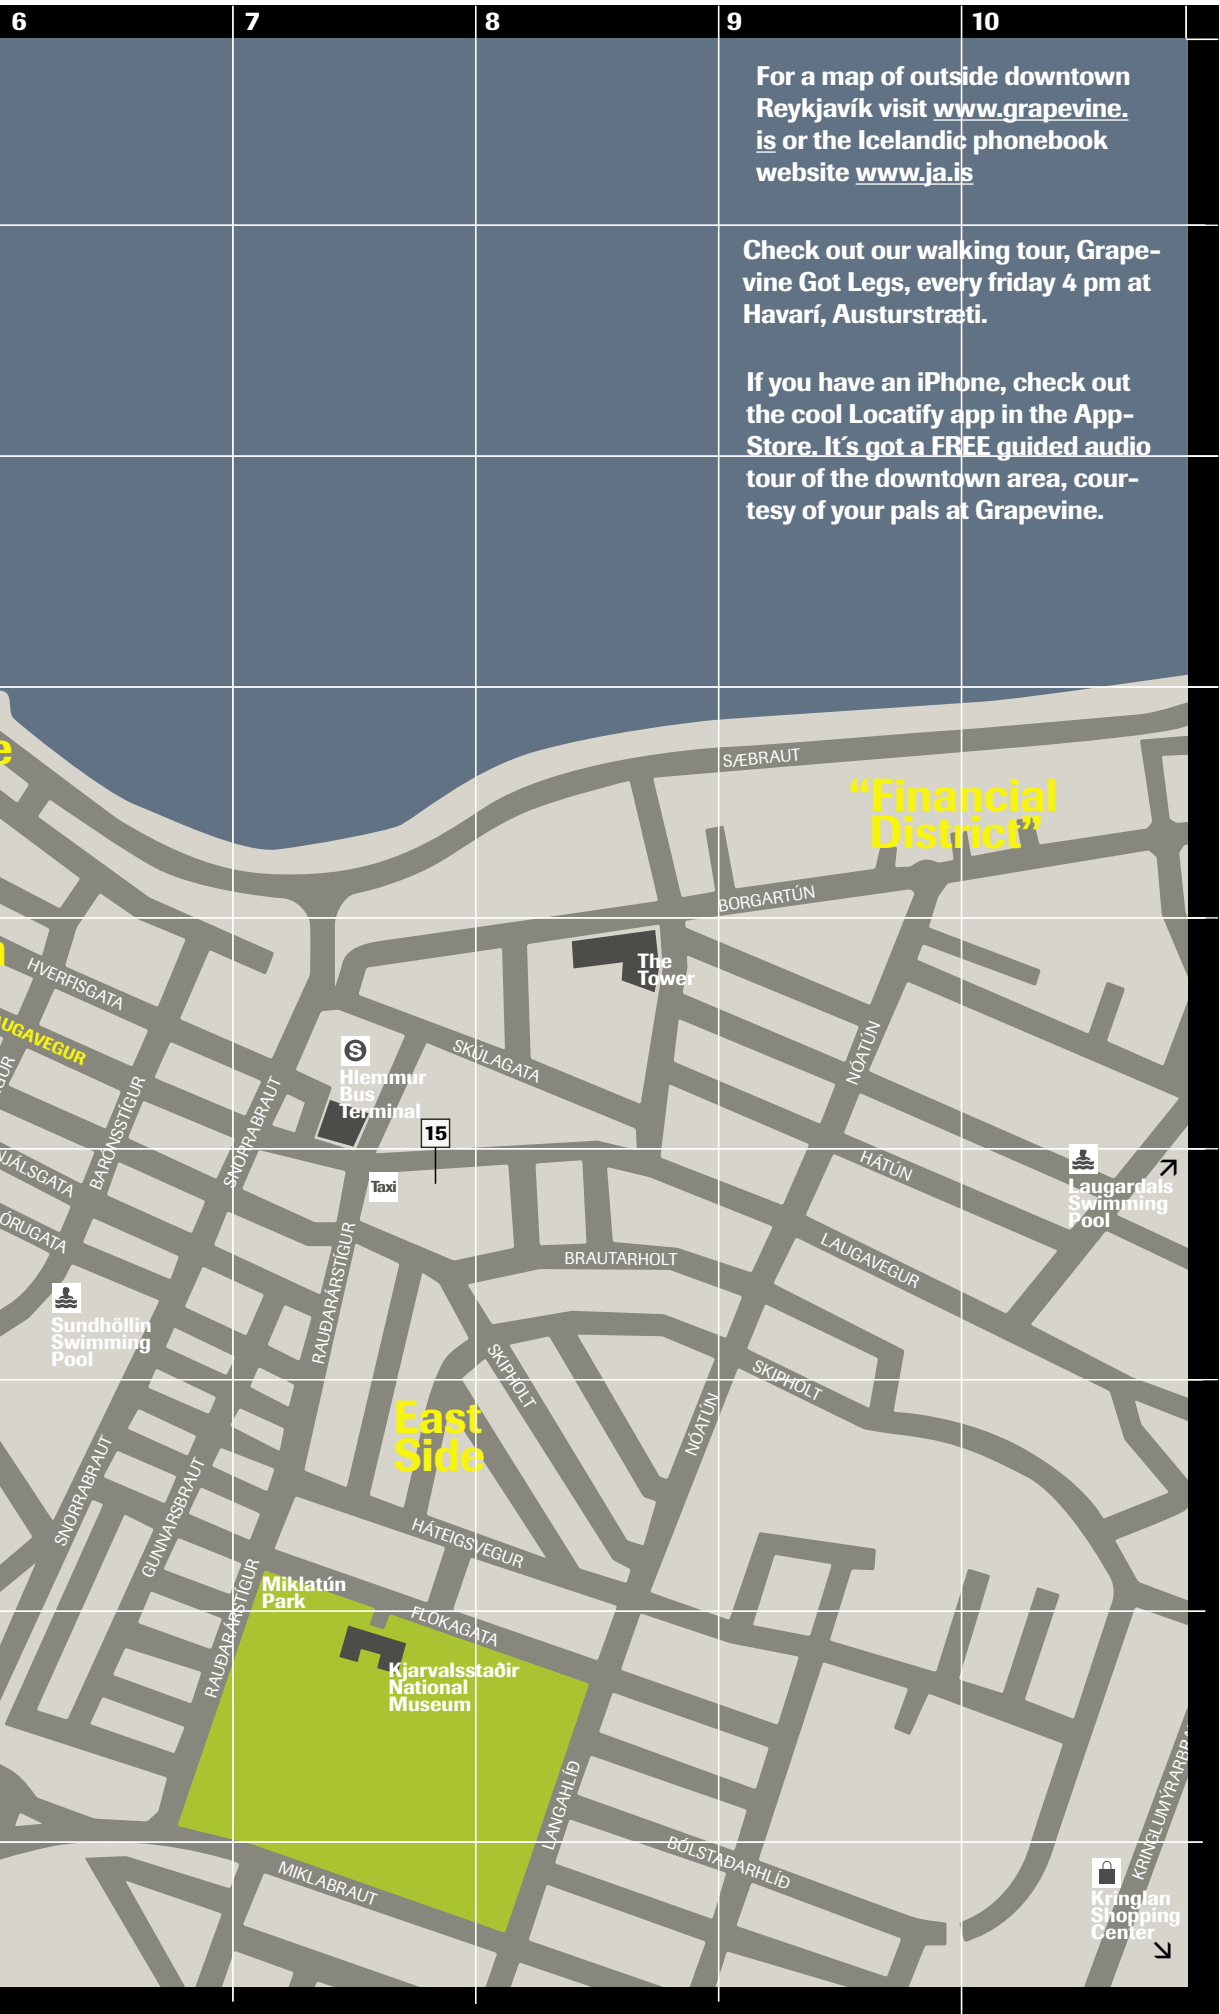 6 7 8 9 10
For a map of outside downtown
Reykjavík visit www.grapevine.
is or the Icelandic phonebook
website www.ja.is
Check out our walking tour, Grape-
vine Got Legs, every friday 4 pm at
Havarí, Austurstræti.
If you have an iPhone, check out
the cool Locatify app in the App-
Store. It´s got a FREE guided audio
tour of the downtown area, cour-
tesy of your pals at Grapevine.
e
SÆBRAUT
“Financial
District”
BORGARTÚN
HVERFISGATA
The
Tower
AUGAVEGUR
NÓATÚN
SKÚLAGATA
S
Hlemmur
Bus
Terminal
GUR
BARÓNSSTÍGUR
SNORRABRAUT
15
NJÁLSGATA
HÁTÚN
Laugardals
Swimming
Pool
Taxi
ÓRUGATA
RAUÐARÁRSTÍGUR
BRAUTARHOLT
LAUGAVEGUR
Sundhöllin
Swimming
Pool
SKIPHOLT
SKIPHOLT
East
Side
NÓATÚN
SNORRABRAUT
GUNNARSBRAUT
HÁTEIGSVEGUR
Miklatún
Park
RAUÐARÁRSTÍGUR
FLÓKAGATA
Kjarvalsstaðir
National
Museum
LANGAHLÍÐ
KRINGLUMÝRARBRA
BÓLSTAÐARHLÍÐ
MIKLABRAUT
Kringlan
Shopping
Center